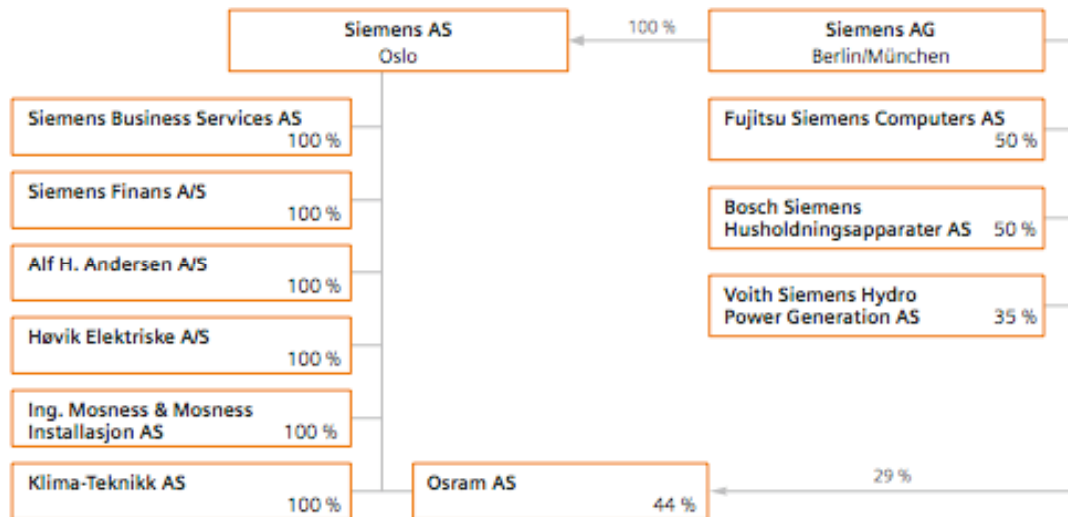 Siemens AS
Oslo
100 %
Siemens AG
Berlin/München
Siemens Business Services AS
100 %
Siemens Finans A/S
100 %
Alf H. Andersen A/S
100 %
Høvik Elektriske A/S
100 %
Ing. Mosness & Mosness
Installasjon AS 100 %
Klima-Teknikk AS
100 %
Osram AS
44 %
29 %
Fujitsu Siemens Computers AS
50 %
Bosch Siemens
Husholdningsapparater AS 50 %
Voith Siemens Hydro
Power Generation AS 35 %